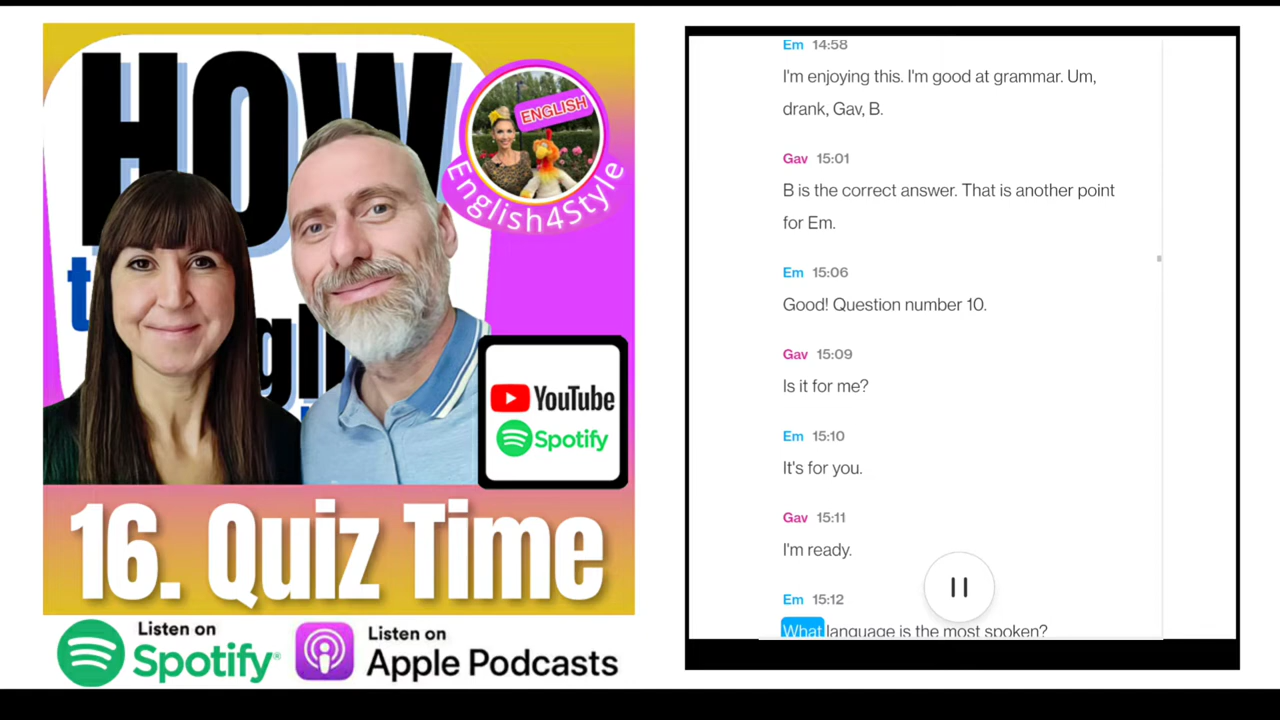 HOW
ENGLISH
English4Style
YouTube
Spotify
16. Quiz Time
Listen on
Spotify
Listen on
Apple Podcasts
Em 14:58
I'm enjoying this. I'm good at grammar. Um,
drank, Gav, B.
Gav 15:01
B is the correct answer. That is another point
for Em.
Em 15:06
Good! Question number 10.
Gav 15:09
Is it for me?
Em 15:10
It's for you.
Gav 15:11
I'm ready.
Em 15:12
What language is the most spoken?